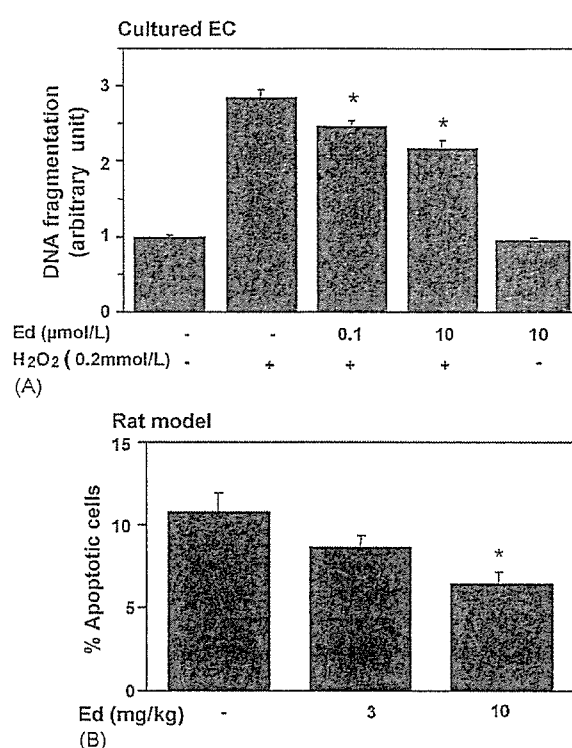 Cultured EC
DNA fragmentation
(arbitrary unit)
3
2
1
0
*
*
Ed (µmol/L) - - 0.1 10 10
H2O2 ( 0.2mmol/L) - + + + -
(A)
Rat model
% Apoptotic cells
15
10
5
0
*
Ed (mg/kg) - 3 10
(B)